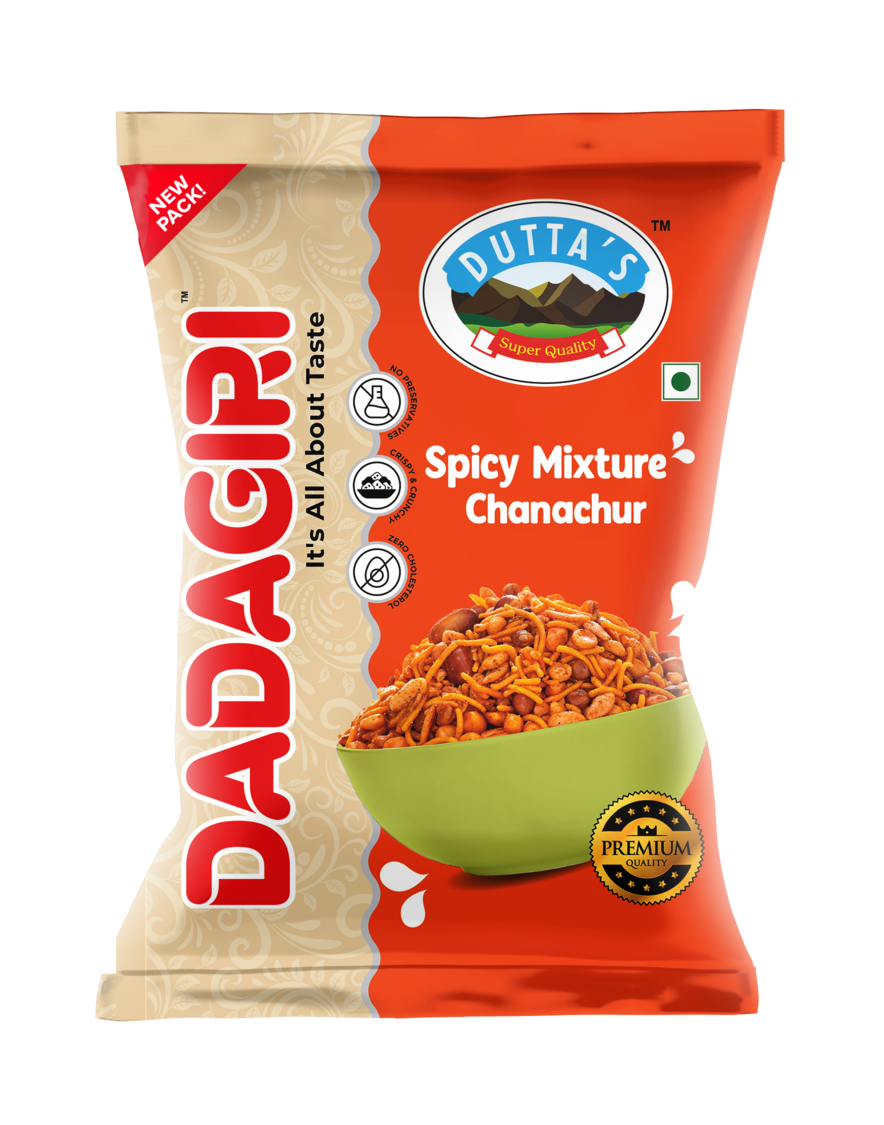 NEW
PACK!
DADAGIRI
TM
It's All About Taste
DUTTA'S
TM
Super Quality
NO PRESERVATIVES
CRISPY & CRUNCHY
ZERO CHOLESTEROL
Spicy Mixture
Chanachur
PREMIUM
QUALITY